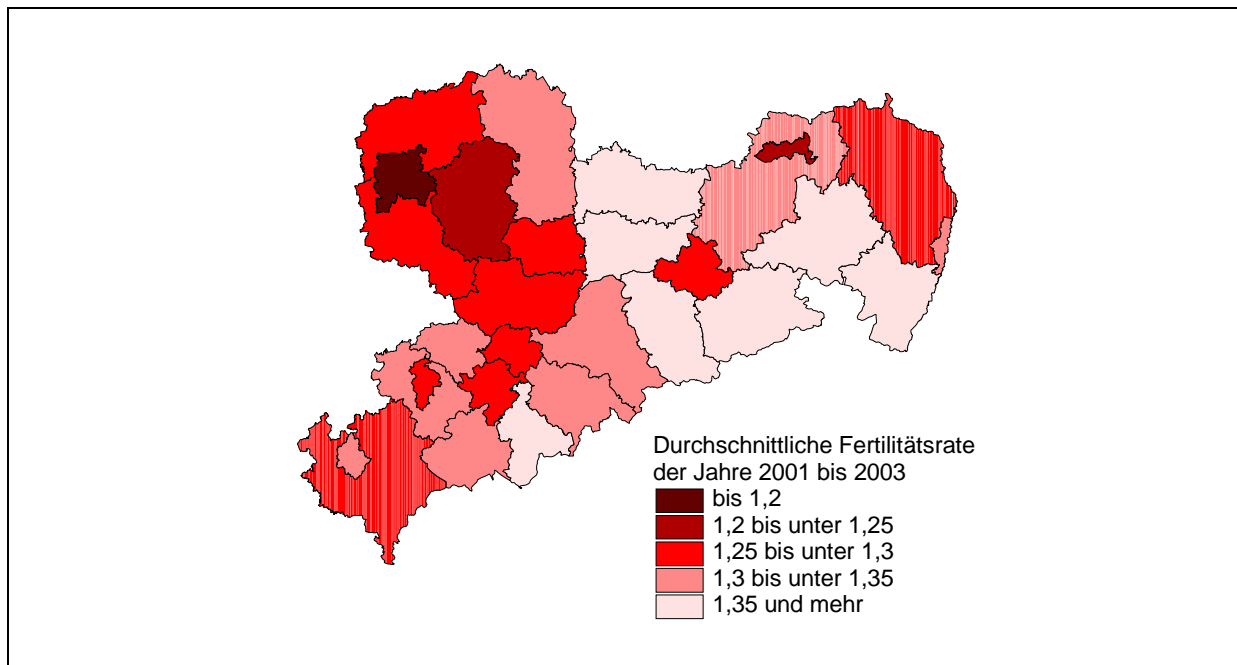 Durchschnittliche Fertilitätsrate
der Jahre 2001 bis 2003
bis 1,2
1,2 bis unter 1,25
1,25 bis unter 1,3
1,3 bis unter 1,35
1,35 und mehr